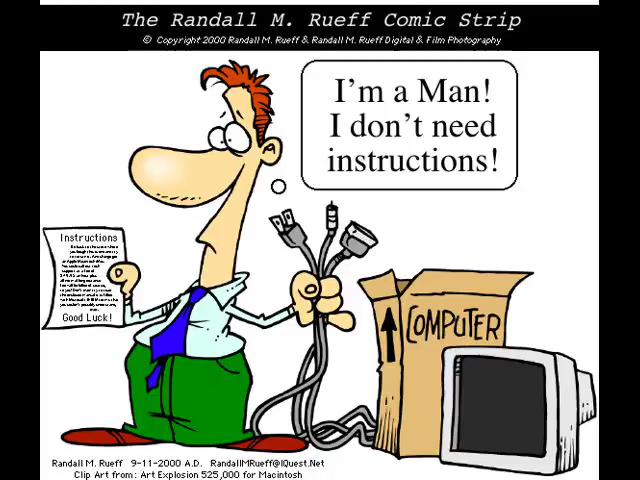 The Randall M. Rueff Comic Strip
© Copyright 2000 Randall M. Rueff & Randall M. Rueff Digital & Film Photography
I'm a Man!
I don't need
instructions!
Instructions
Good Luck!
COMPUTER
Randall M. Rueff 9-11-2000 A.D. RandallMRueff@IQuest.Net
Clip Art from: Art Explosion 525,000 for Macintosh